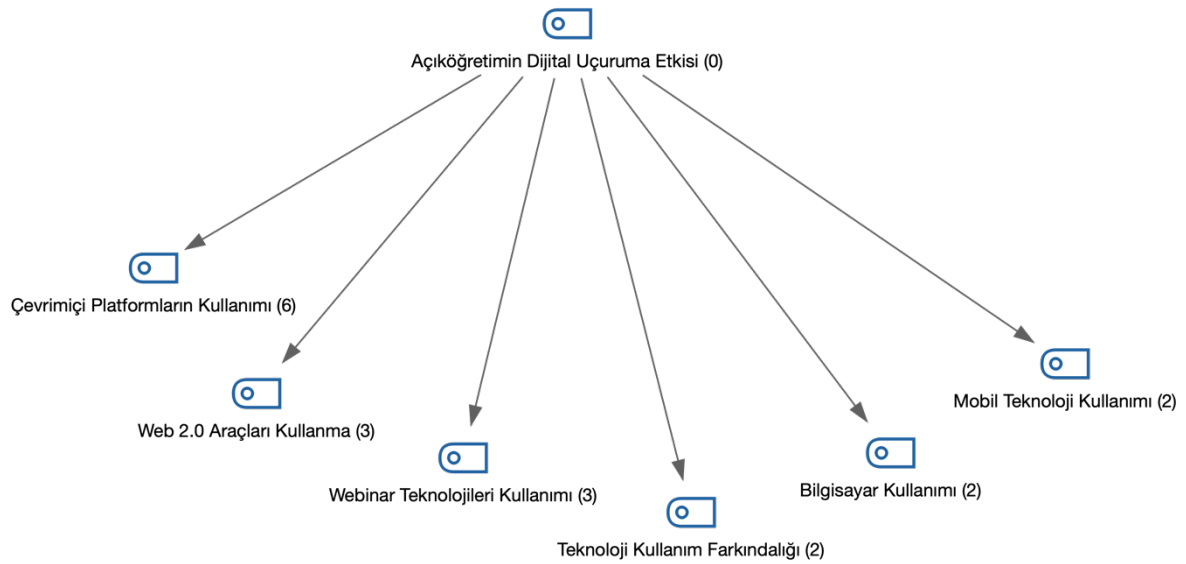 Açıköğretimin Dijital Uçuruma Etkisi (0)
Çevrimiçi Platformların Kullanımı (6)
Web 2.0 Araçları Kullanma (3)
Webinar Teknolojileri Kullanımı (3)
Teknoloji Kullanım Farkındalığı (2)
Bilgisayar Kullanımı (2)
Mobil Teknoloji Kullanımı (2)